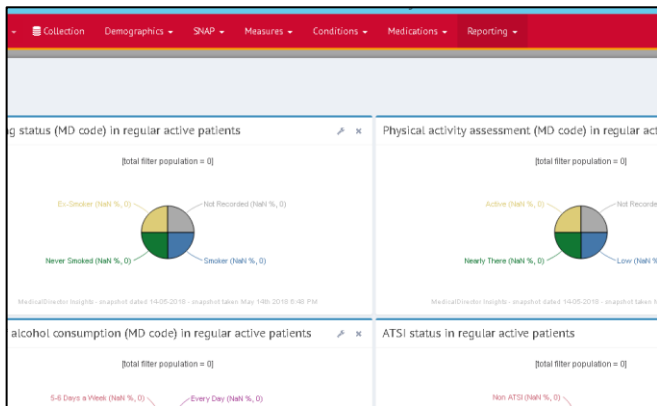 Collection Demographics SNAP Measures Conditions Medications Reporting
g status (MD code) in regular active patients
[total filter population = 0]
Ex-Smoker (NaN %, 0)
Not Recorded (NaN %, 0)
Never Smoked (NaN %, 0)
Smoker (NaN %, 0)
MedicalDirector Insights - snapshot dated 14-05-2018 - snapshot taken May 14th 2018 6:48 PM
Physical activity assessment (MD code) in regular act
[total filter population = 0]
Active (NaN %, 0)
Not Recorde
Nearly There (NaN %, 0)
Low (NaN %
MedicalDirector Insights - snapshot dated 14-05-2018 - snapshot taken M
alcohol consumption (MD code) in regular active patients
[total filter population = 0]
5-6 Days a Week (NaN %, 0)
Every Day (NaN %, 0)
ATSI status in regular active patients
[total filter population = 0]
Non ATSI (NaN %, 0)